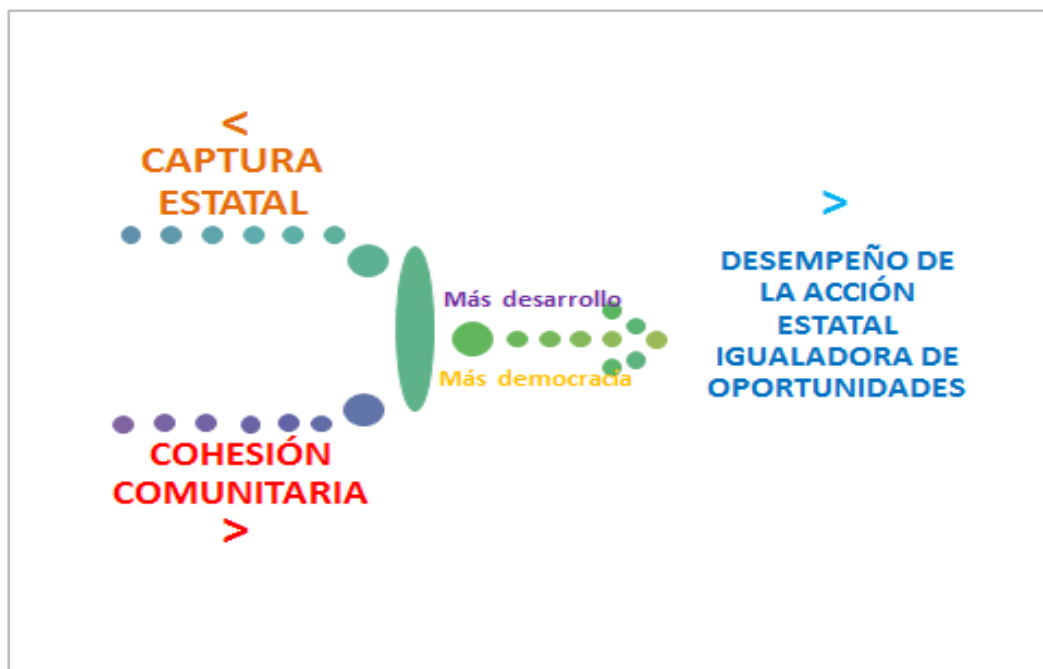 <
CAPTURA
ESTATAL
Más desarrollo
Más democracia
COHESIÓN
COMUNITARIA
>
>
DESEMPEÑO DE
LA ACCIÓN
ESTATAL
IGUALADORA DE
OPORTUNIDADES